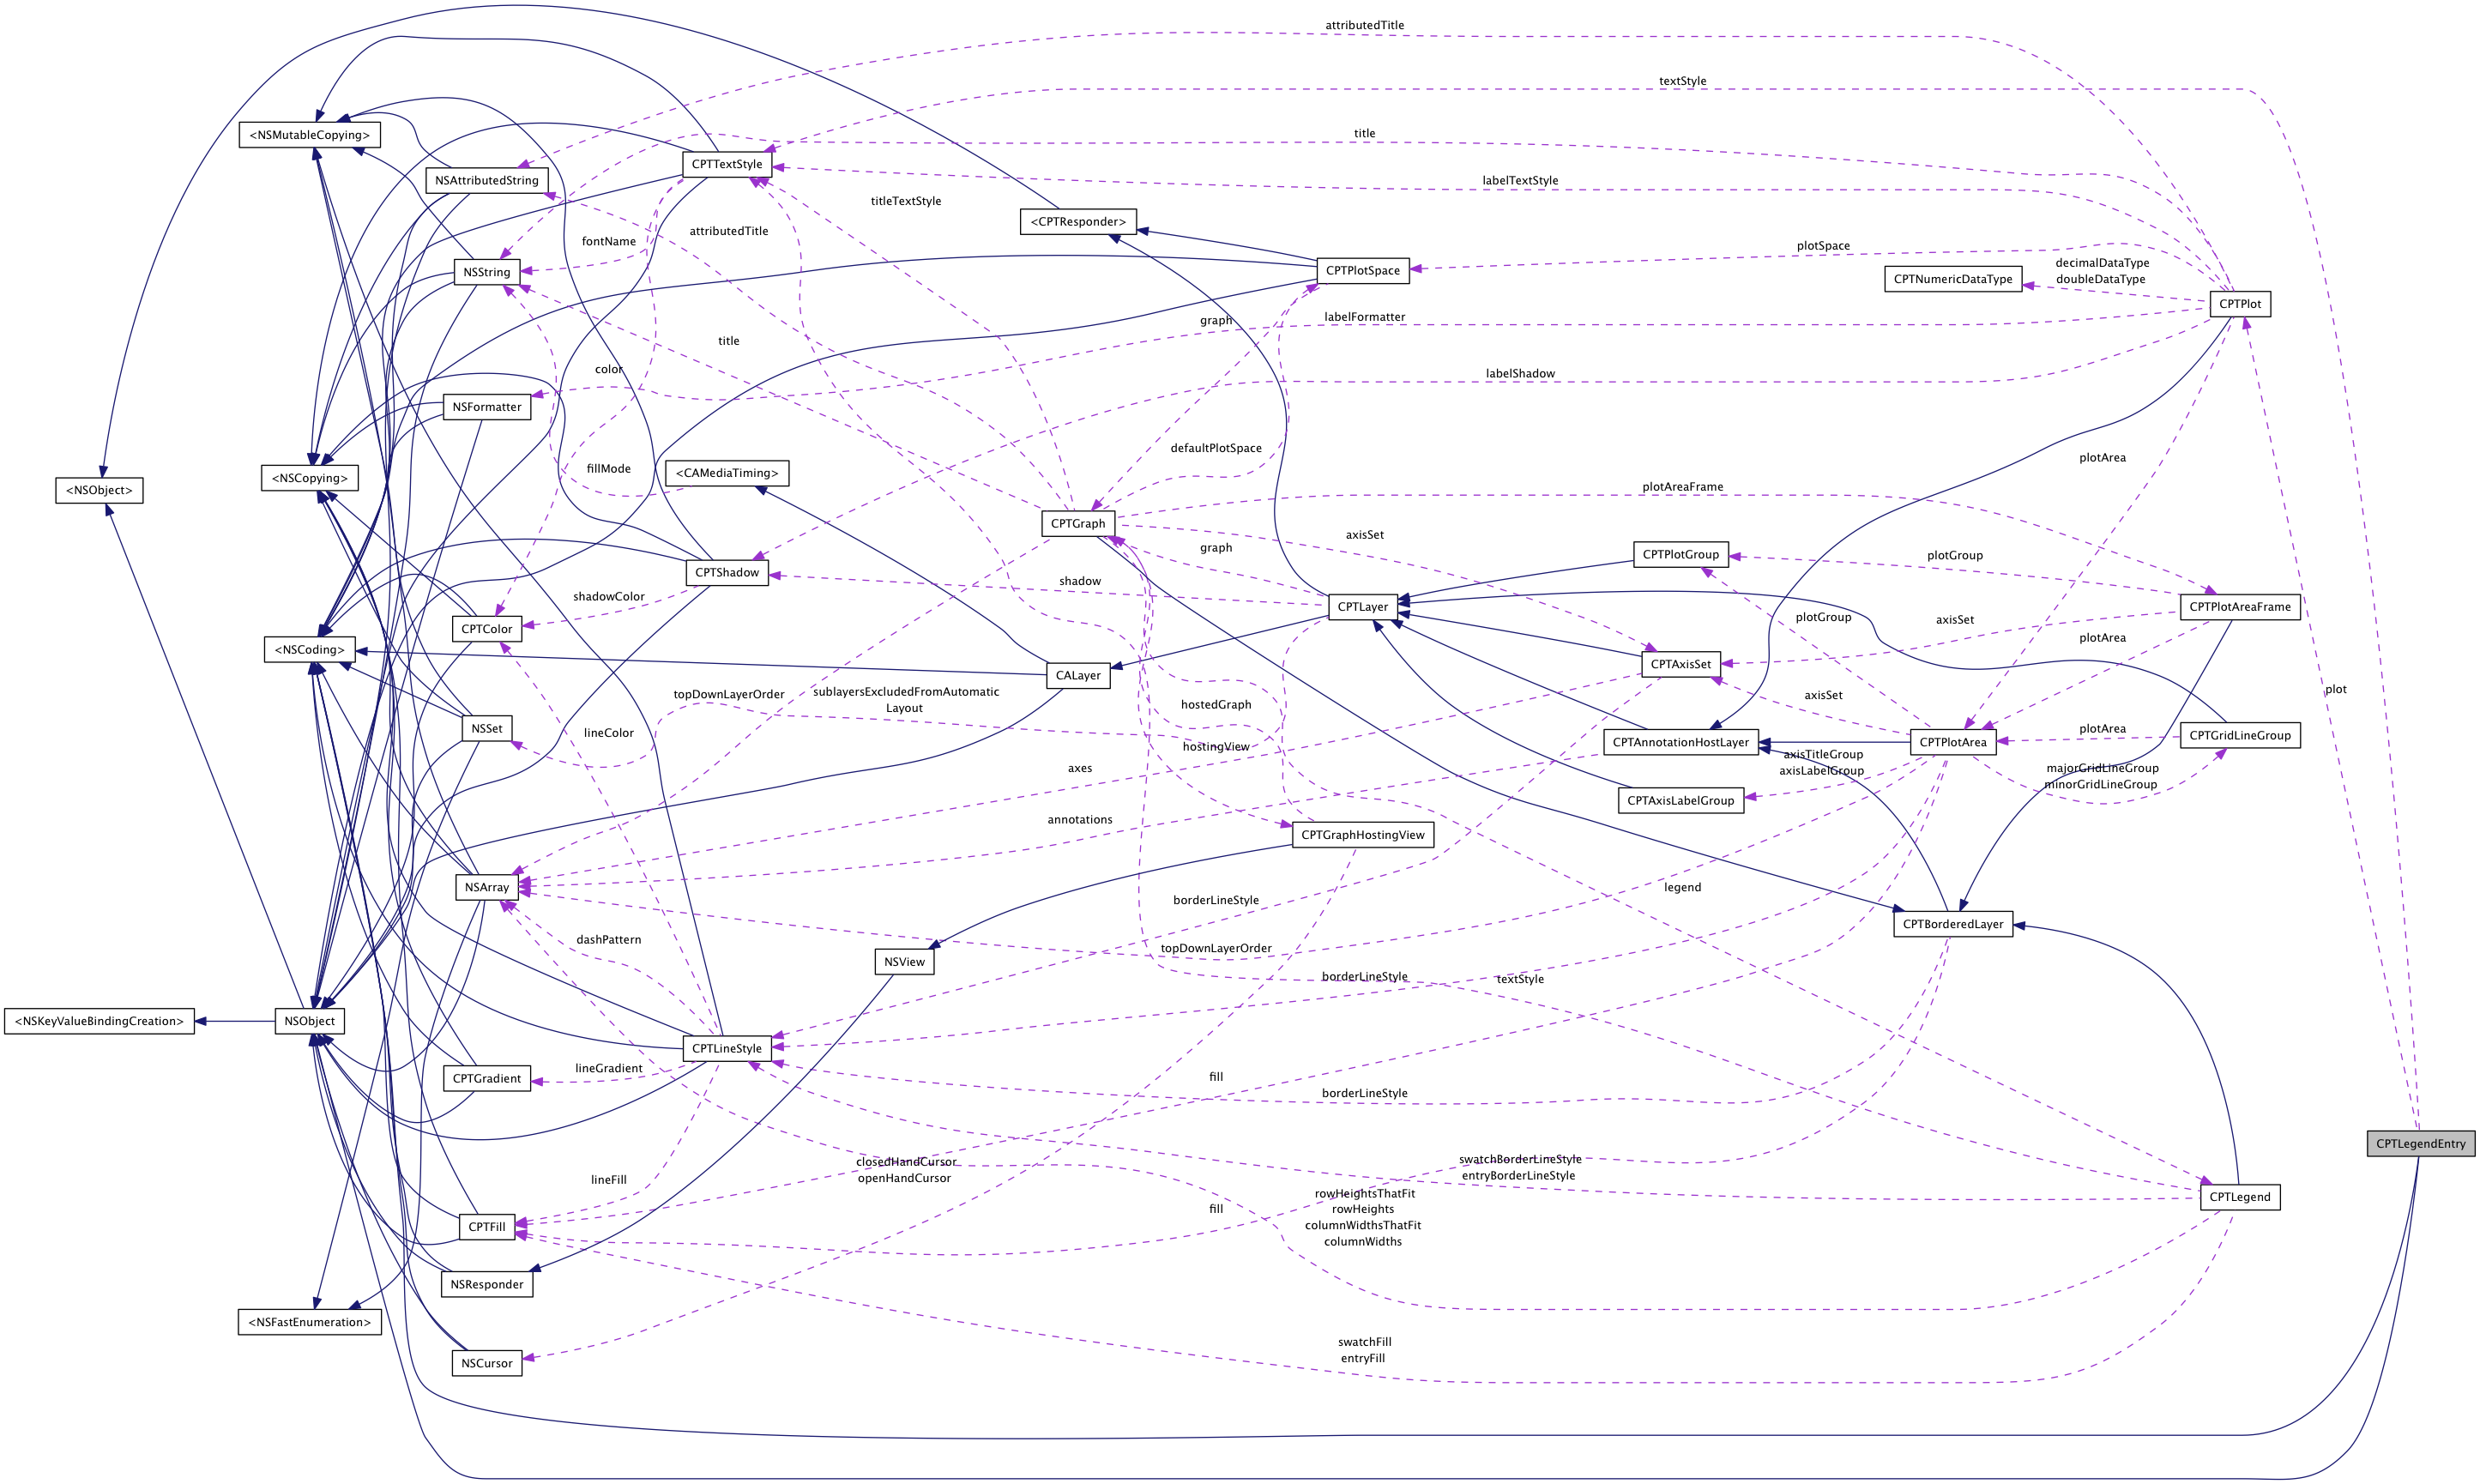 attributedTitle
textStyle
<NSMutableCopying>
title
CPTTextStyle
NSAttributedString
labelTextStyle
titleTextStyle
<CPTResponder>
attributedTitle
fontName
plotSpace
NSString
CPTPlotSpace
CPTNumericDataType
decimalDataType
doubleDataType
CPTPlot
graph
labelFormatter
title
color
labelShadow
NSFormatter
defaultPlotSpace
plotArea
<NSCopying>
fillMode
<CAMediaTiming>
<NSObject>
plotAreaFrame
CPTGraph
axisSet
graph
CPTPlotGroup
plotGroup
CPTShadow
shadow
shadowColor
CPTLayer
CPTPlotAreaFrame
plotGroup
axisSet
CPTColor
plotArea
<NSCoding>
CPTAxisSet
CALayer
topDownLayerOrder
sublayersExcludedFromAutomatic
Layout
axisSet
plot
hostedGraph
NSSet
plotArea
CPTGridLineGroup
lineColor
hostingView
CPTAnnotationHostLayer
CPTPlotArea
axisTitleGroup
axisLabelGroup
axes
majorGridLineGroup
minorGridLineGroup
CPTAxisLabelGroup
annotations
CPTGraphHostingView
NSArray
legend
borderLineStyle
CPTBorderedLayer
dashPattern
topDownLayerOrder
NSView
borderLineStyle
textStyle
<NSKeyValueBindingCreation>
NSObject
CPTLineStyle
lineGradient
CPTGradient
fill
borderLineStyle
CPTLegendEntry
closedHandCursor
openHandCursor
swatchBorderLineStyle
entryBorderLineStyle
lineFill
CPTLegend
rowHeightsThatFit
rowHeights
columnWidthsThatFit
columnWidths
fill
CPTFill
NSResponder
<NSFastEnumeration>
swatchFill
entryFill
NSCursor